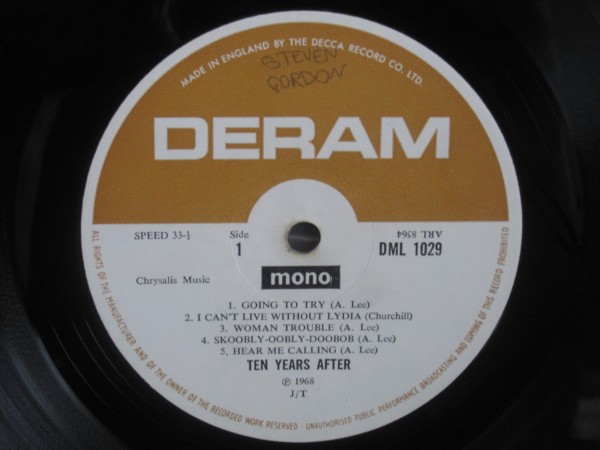 MADE IN ENGLAND BY THE DECCA RECORD CO. LTD.
STEVEN
GORDON
DERAM
SPEED 33-⅓
Side
1
ARL 8564
DML 1029
Chrysalis Music
mono
1. GOING TO TRY (A. Lee)
2. I CAN'T LIVE WITHOUT LYDIA (Churchill)
3. WOMAN TROUBLE (A. Lee)
4. SKOOBLY-OOBLY-DOOBOB (A. Lee)
5. HEAR ME CALLING (A. Lee)
TEN YEARS AFTER
℗ 1968
J/T
ALL RIGHTS OF THE MANUFACTURER AND OF THE OWNER OF THE RECORDED WORK RESERVED · UNAUTHORISED PUBLIC PERFORMANCE BROADCASTING AND COPYING OF THIS RECORD PROHIBITED